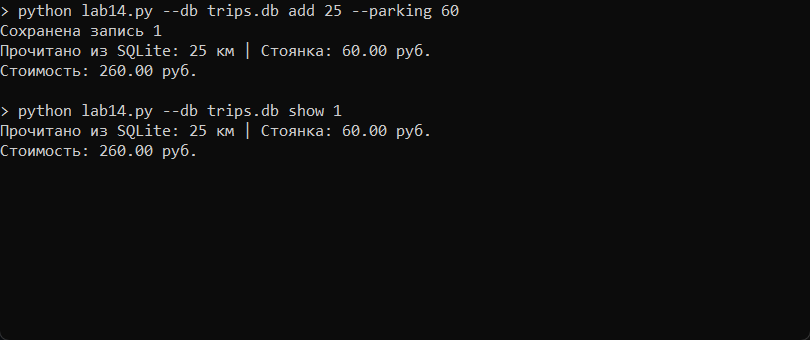 > python lab14.py --db trips.db add 25 --parking 60
Сохранена запись 1
Прочитано из SQLite: 25 км | Стоянка: 60.00 руб.
Стоимость: 260.00 руб.
> python lab14.py --db trips.db show 1
Прочитано из SQLite: 25 км | Стоянка: 60.00 руб.
Стоимость: 260.00 руб.